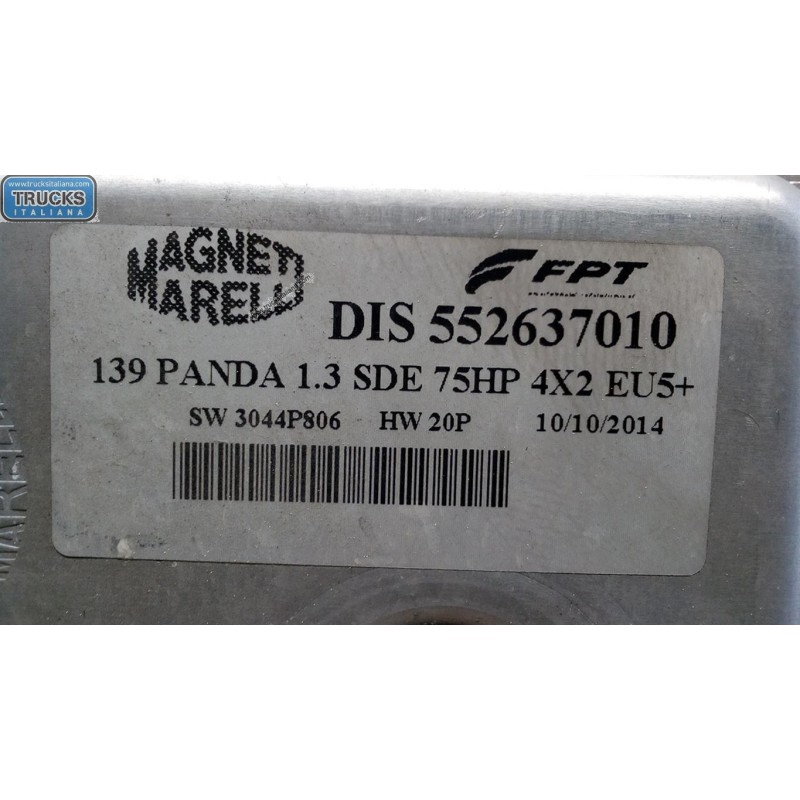 www.trucksitaliana.com
TRUCKS
ITALIANA
MAGNETI
MARELLI
FPT
DIS 552637010
139 PANDA 1.3 SDE 75HP 4X2 EU5+
SW 3044P806 HW 20P 10/10/2014